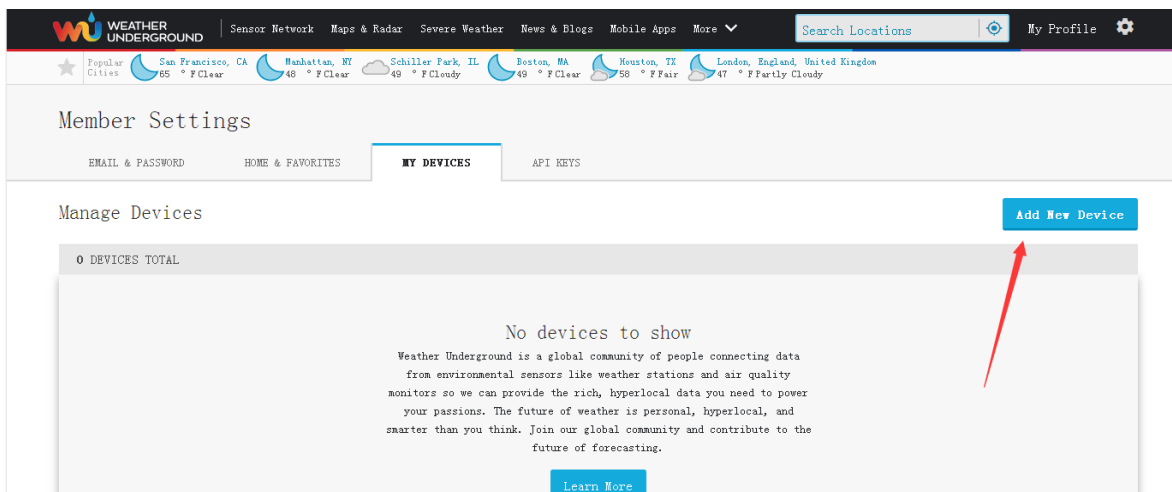 WEATHER UNDERGROUND
Sensor Network Maps & Radar Severe Weather News & Blogs Mobile Apps More
Search Locations
My Profile
Popular Cities
San Francisco, CA
65 °F Clear
Manhattan, NY
48 °F Clear
Schiller Park, IL
49 °F Cloudy
Boston, MA
49 °F Clear
Houston, TX
58 °F Fair
London, England, United Kingdom
47 °F Partly Cloudy
Member Settings
EMAIL & PASSWORD HOME & FAVORITES MY DEVICES API KEYS
Manage Devices
Add New Device
0 DEVICES TOTAL
No devices to show
Weather Underground is a global community of people connecting data
from environmental sensors like weather stations and air quality
monitors so we can provide the rich, hyperlocal data you need to power
your passions. The future of weather is personal, hyperlocal, and
smarter than you think. Join our global community and contribute to the
future of forecasting.
Learn More